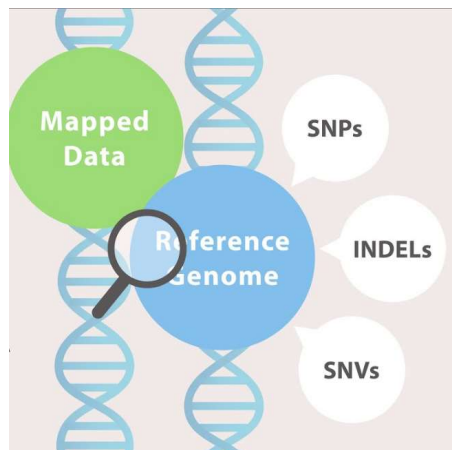 Mapped
Data
SNPs
Reference
Genome
INDELs
SNVs